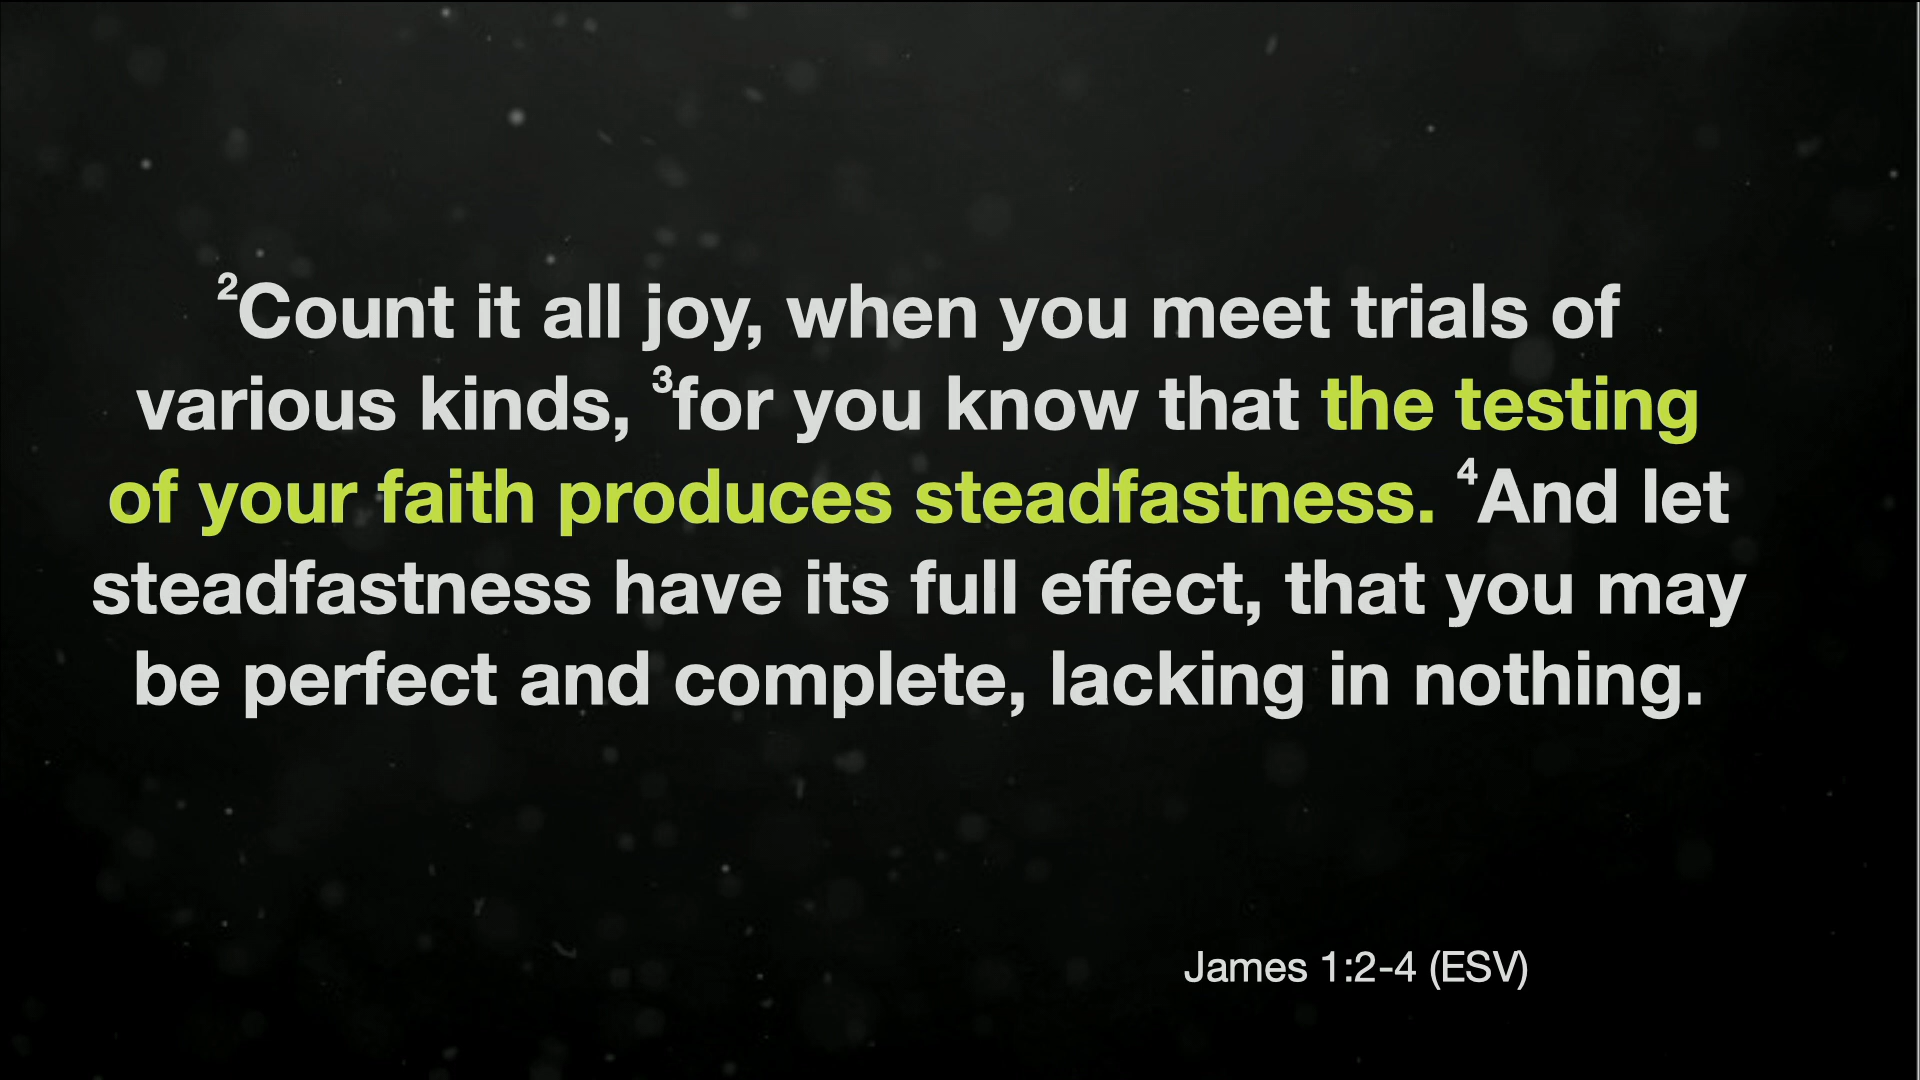 ²Count it all joy, when you meet trials of
various kinds, ³for you know that the testing
of your faith produces steadfastness. ⁴And let
steadfastness have its full effect, that you may
be perfect and complete, lacking in nothing.
James 1:2-4 (ESV)